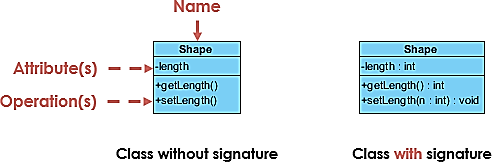 Name
Shape
Attribute(s)
-length
Operation(s)
+getLength()
+setLength()
Class without signature
Shape
-length : int
+getLength() : int
+setLength(n : int) : void
Class with signature